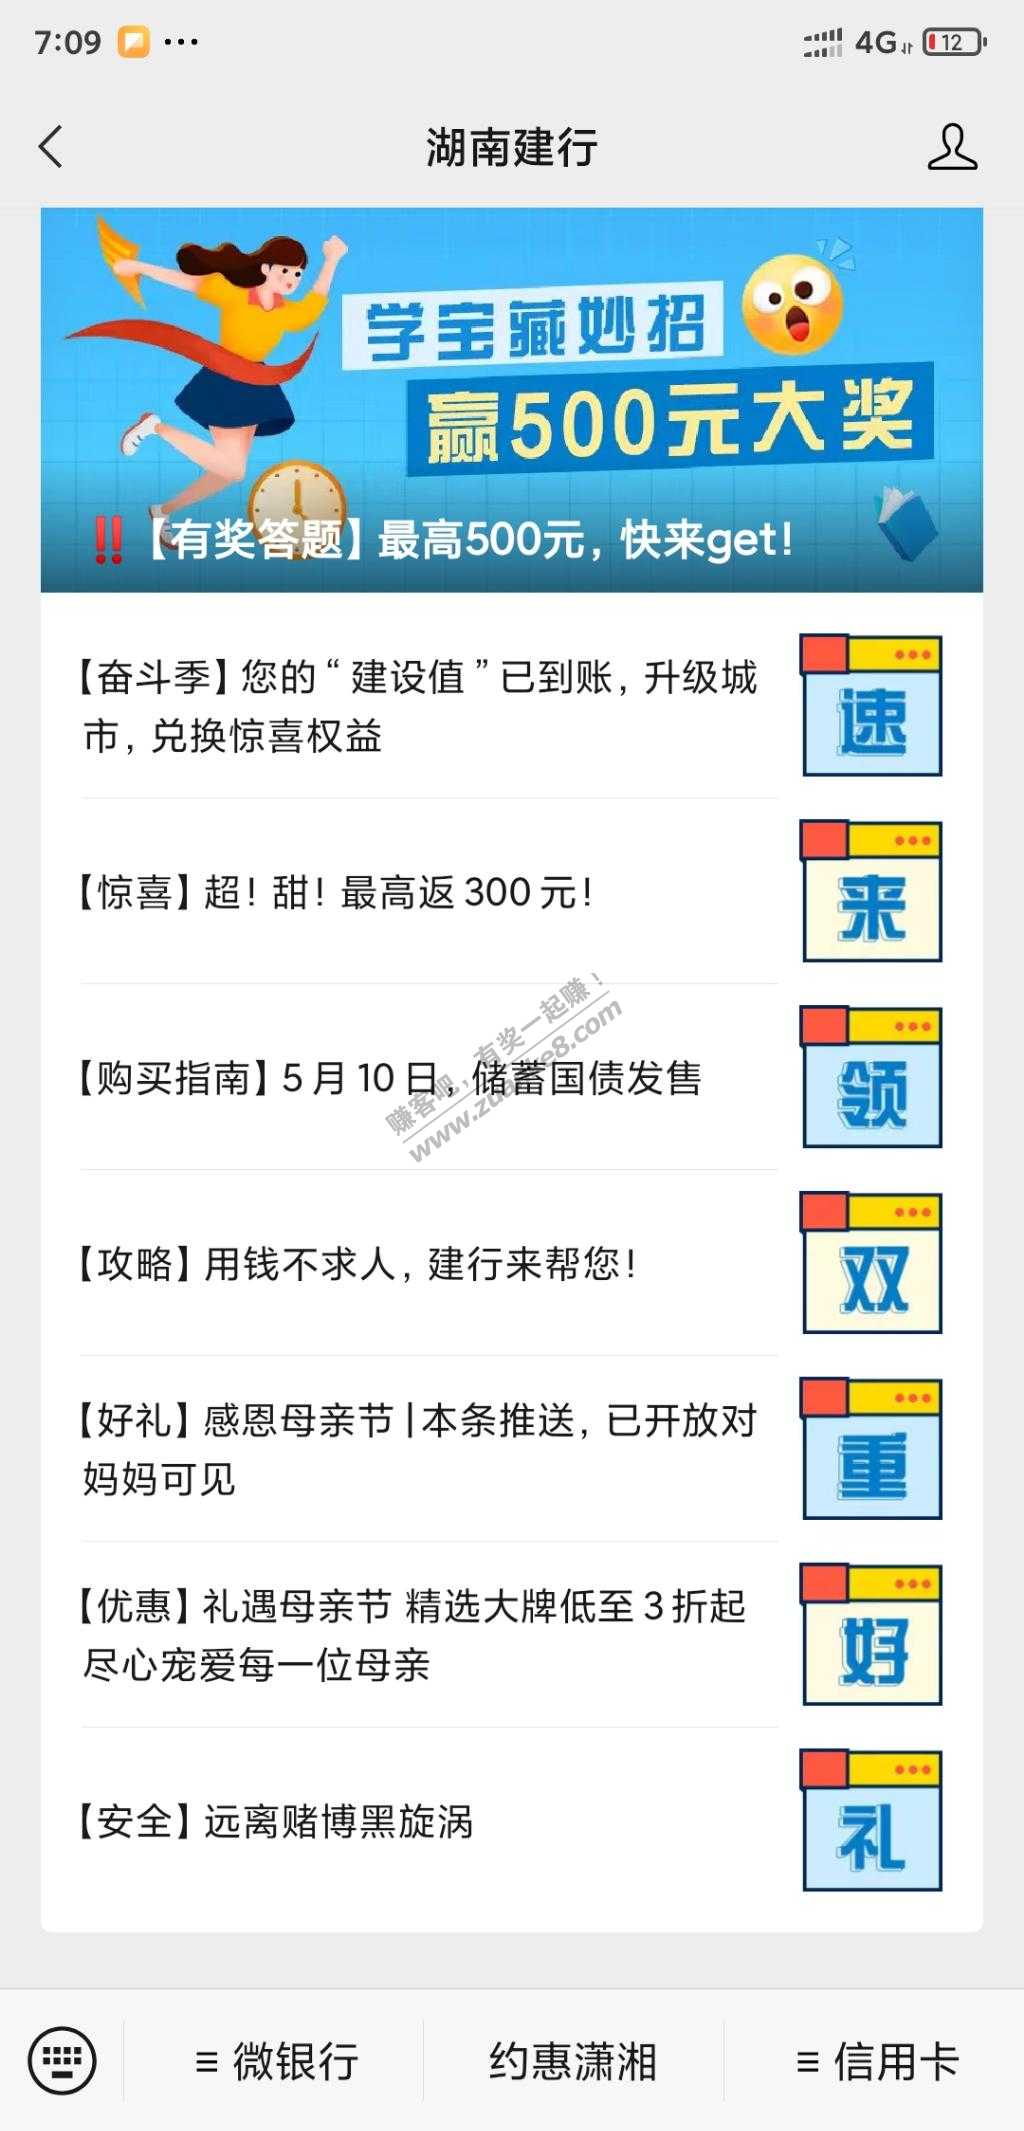 7:09
4G
12
湖南建行
学宝藏妙招
赢500元大奖
‼️【有奖答题】最高500元，快来get！
【奋斗季】您的“建设值”已到账，升级城
市，兑换惊喜权益
速
【惊喜】超！甜！最高返 300 元！
来
【购买指南】5 月 10 日，储蓄国债发售
领
赚客吧，有奖一起赚！
www.zuanke8.com
【攻略】用钱不求人，建行来帮您！
双
【好礼】感恩母亲节 | 本条推送，已开放对
妈妈可见
重
【优惠】礼遇母亲节 精选大牌低至 3 折起
尽心宠爱每一位母亲
好
【安全】远离赌博黑旋涡
礼
微银行
约惠潇湘
信用卡